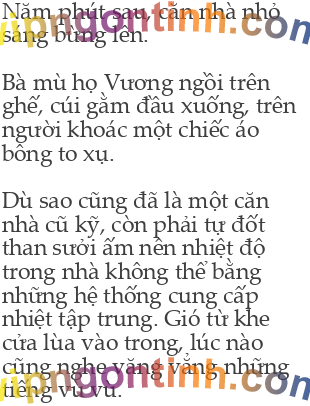 Năm phút sau, căn nhà nhỏ
sáng bừng lên.
Bà mù họ Vương ngồi trên
ghế, cúi gằm đầu xuống, trên
người khoác một chiếc áo
bông to xụ.
Dù sao cũng đã là một căn
nhà cũ kỹ, còn phải tự đốt
than sưởi ấm nên nhiệt độ
trong nhà không thể bằng
những hệ thống cung cấp
nhiệt tập trung. Gió từ khe
cửa lùa vào trong, lúc nào
cũng nghe văng vẳng những
tiếng vù vù.
vipngontinh.com
vipngontinh.com